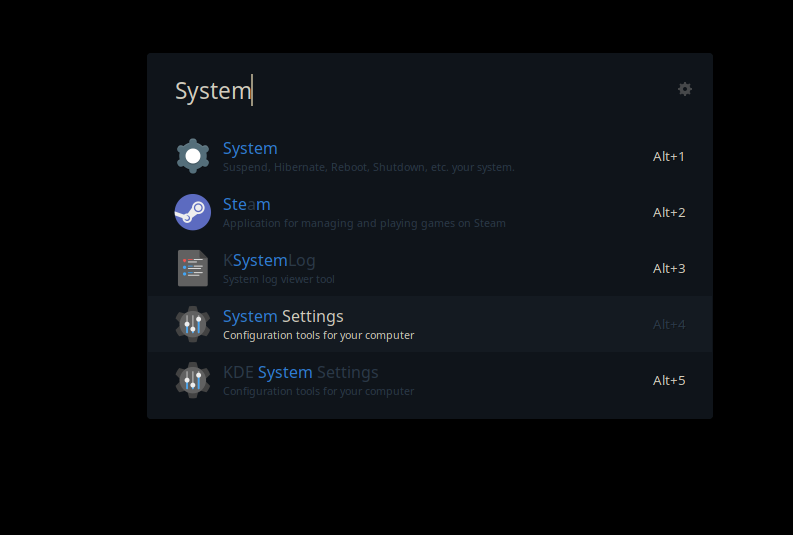 System
System
Suspend, Hibernate, Reboot, Shutdown, etc. your system.
Alt+1
Steam
Application for managing and playing games on Steam
Alt+2
KSystemLog
System log viewer tool
Alt+3
System Settings
Configuration tools for your computer
Alt+4
KDE System Settings
Configuration tools for your computer
Alt+5